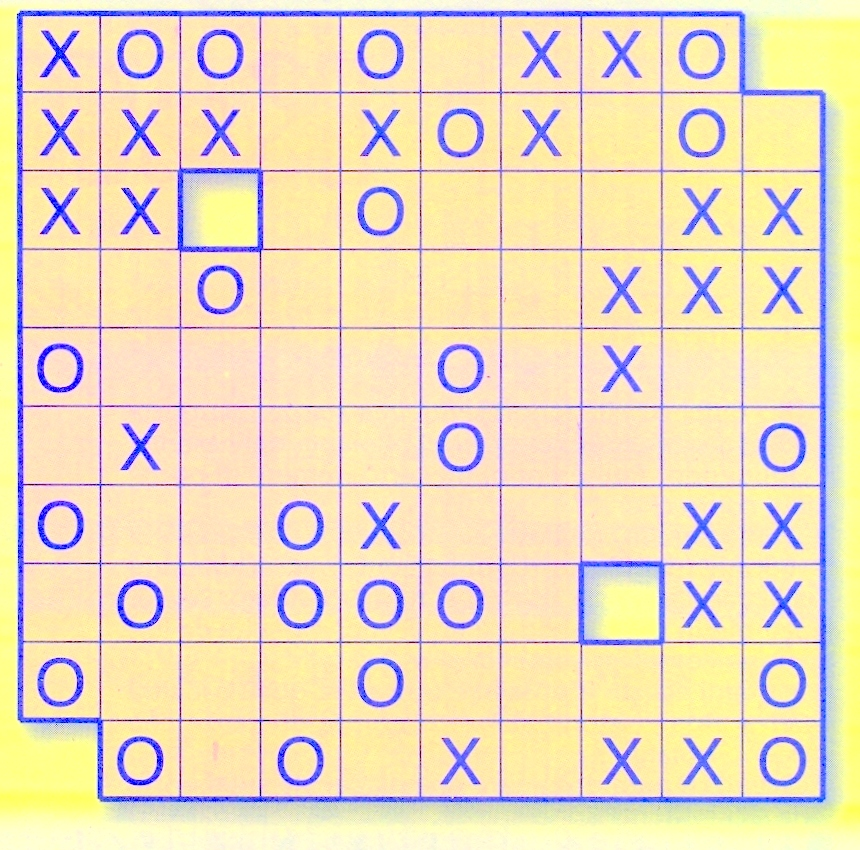 X O O O X X O
X X X X O X O
X X O X X
O X X X
O O X
X O O
O O X X X
O O O O X X
O O O
O O X X X O